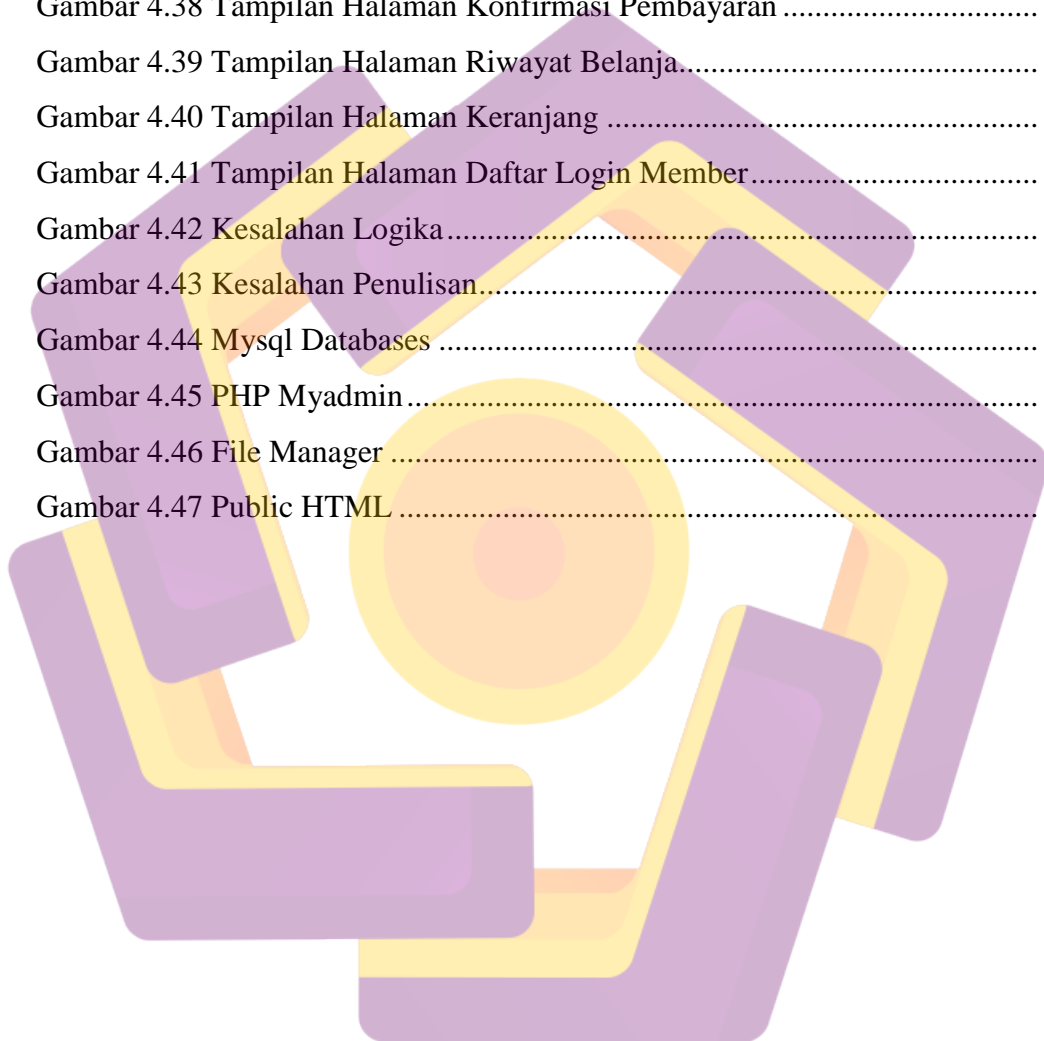 Gambar 4.38 Tampilan Halaman Konfirmasi Pembayaran ................................
Gambar 4.39 Tampilan Halaman Riwayat Belanja.............................................
Gambar 4.40 Tampilan Halaman Keranjang ......................................................
Gambar 4.41 Tampilan Halaman Daftar Login Member....................................
Gambar 4.42 Kesalahan Logika..........................................................................
Gambar 4.43 Kesalahan Penulisan......................................................................
Gambar 4.44 Mysql Databases ...........................................................................
Gambar 4.45 PHP Myadmin...............................................................................
Gambar 4.46 File Manager .................................................................................
Gambar 4.47 Public HTML ................................................................................